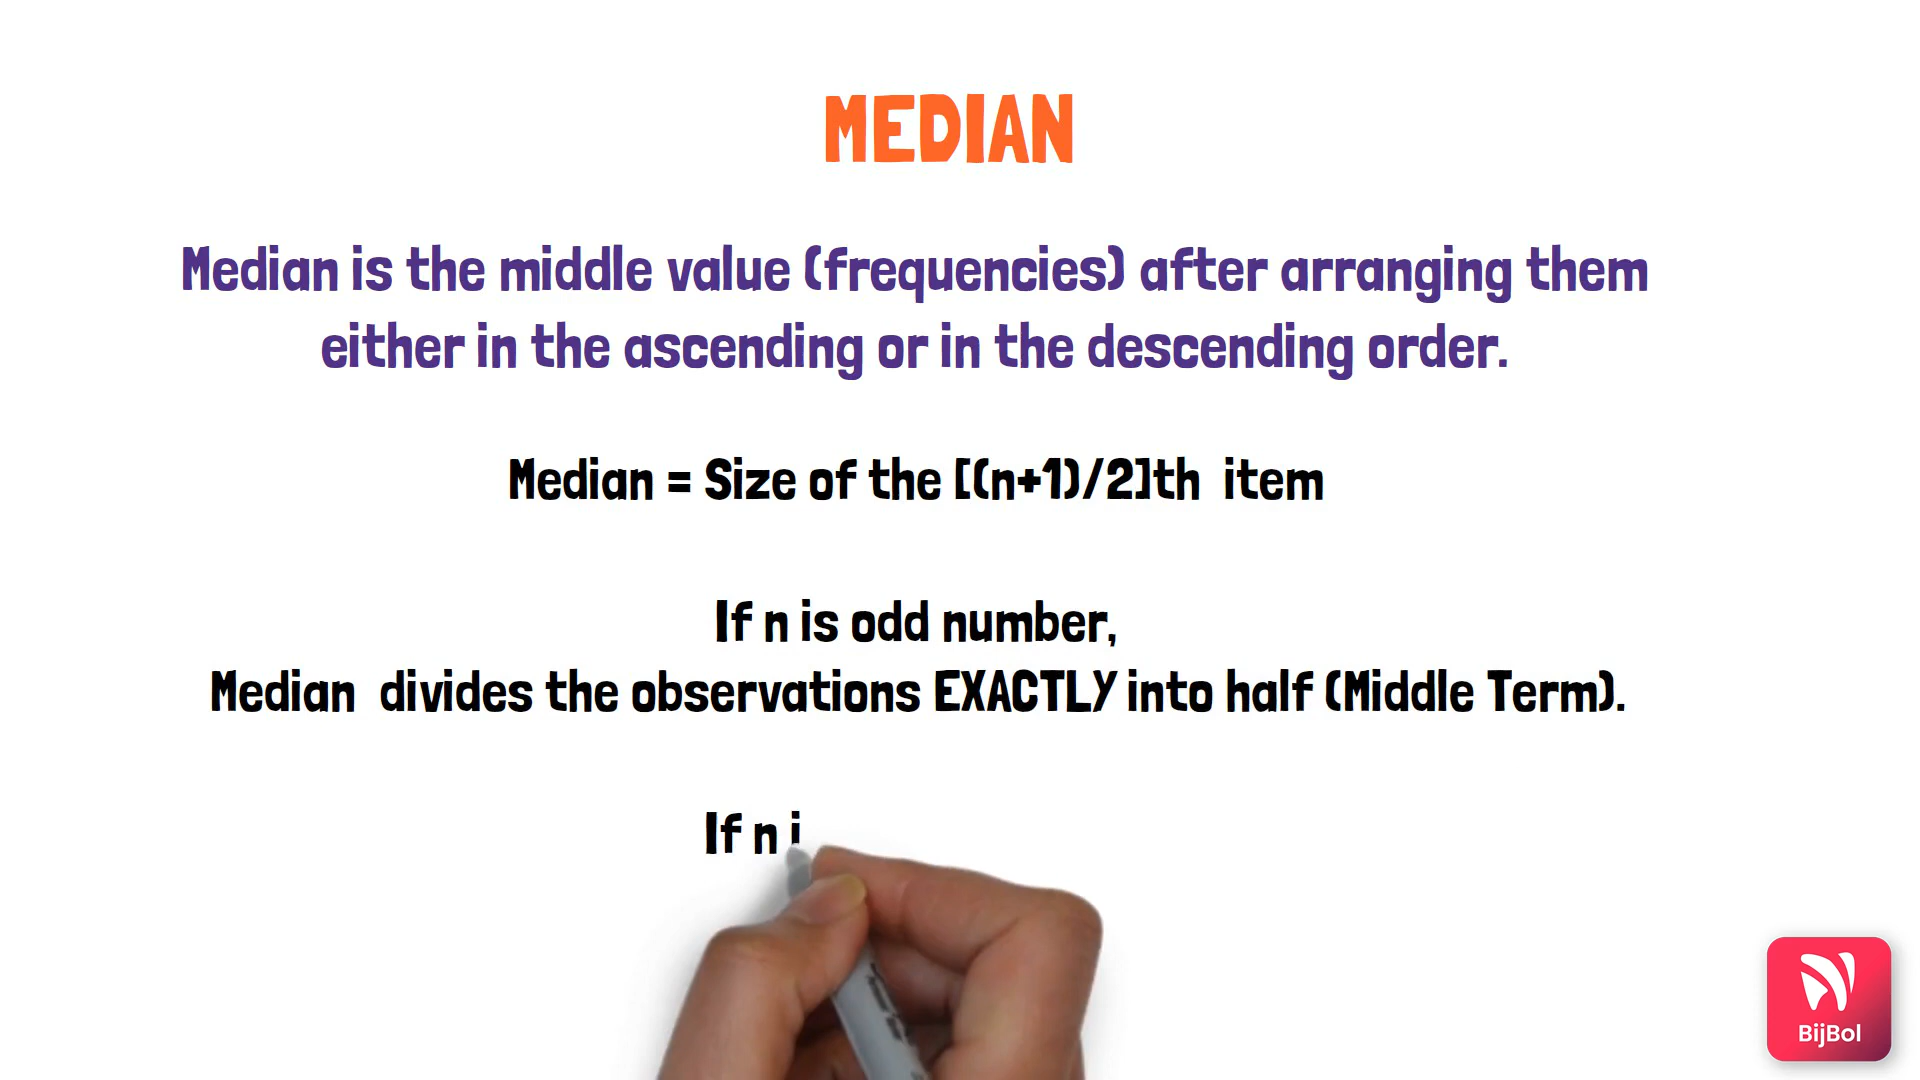 MEDIAN
Median is the middle value (frequencies) after arranging them
either in the ascending or in the descending order.
Median = Size of the [(n+1)/2]th item
If n is odd number,
Median divides the observations EXACTLY into half (Middle Term).
If n i
BijBol